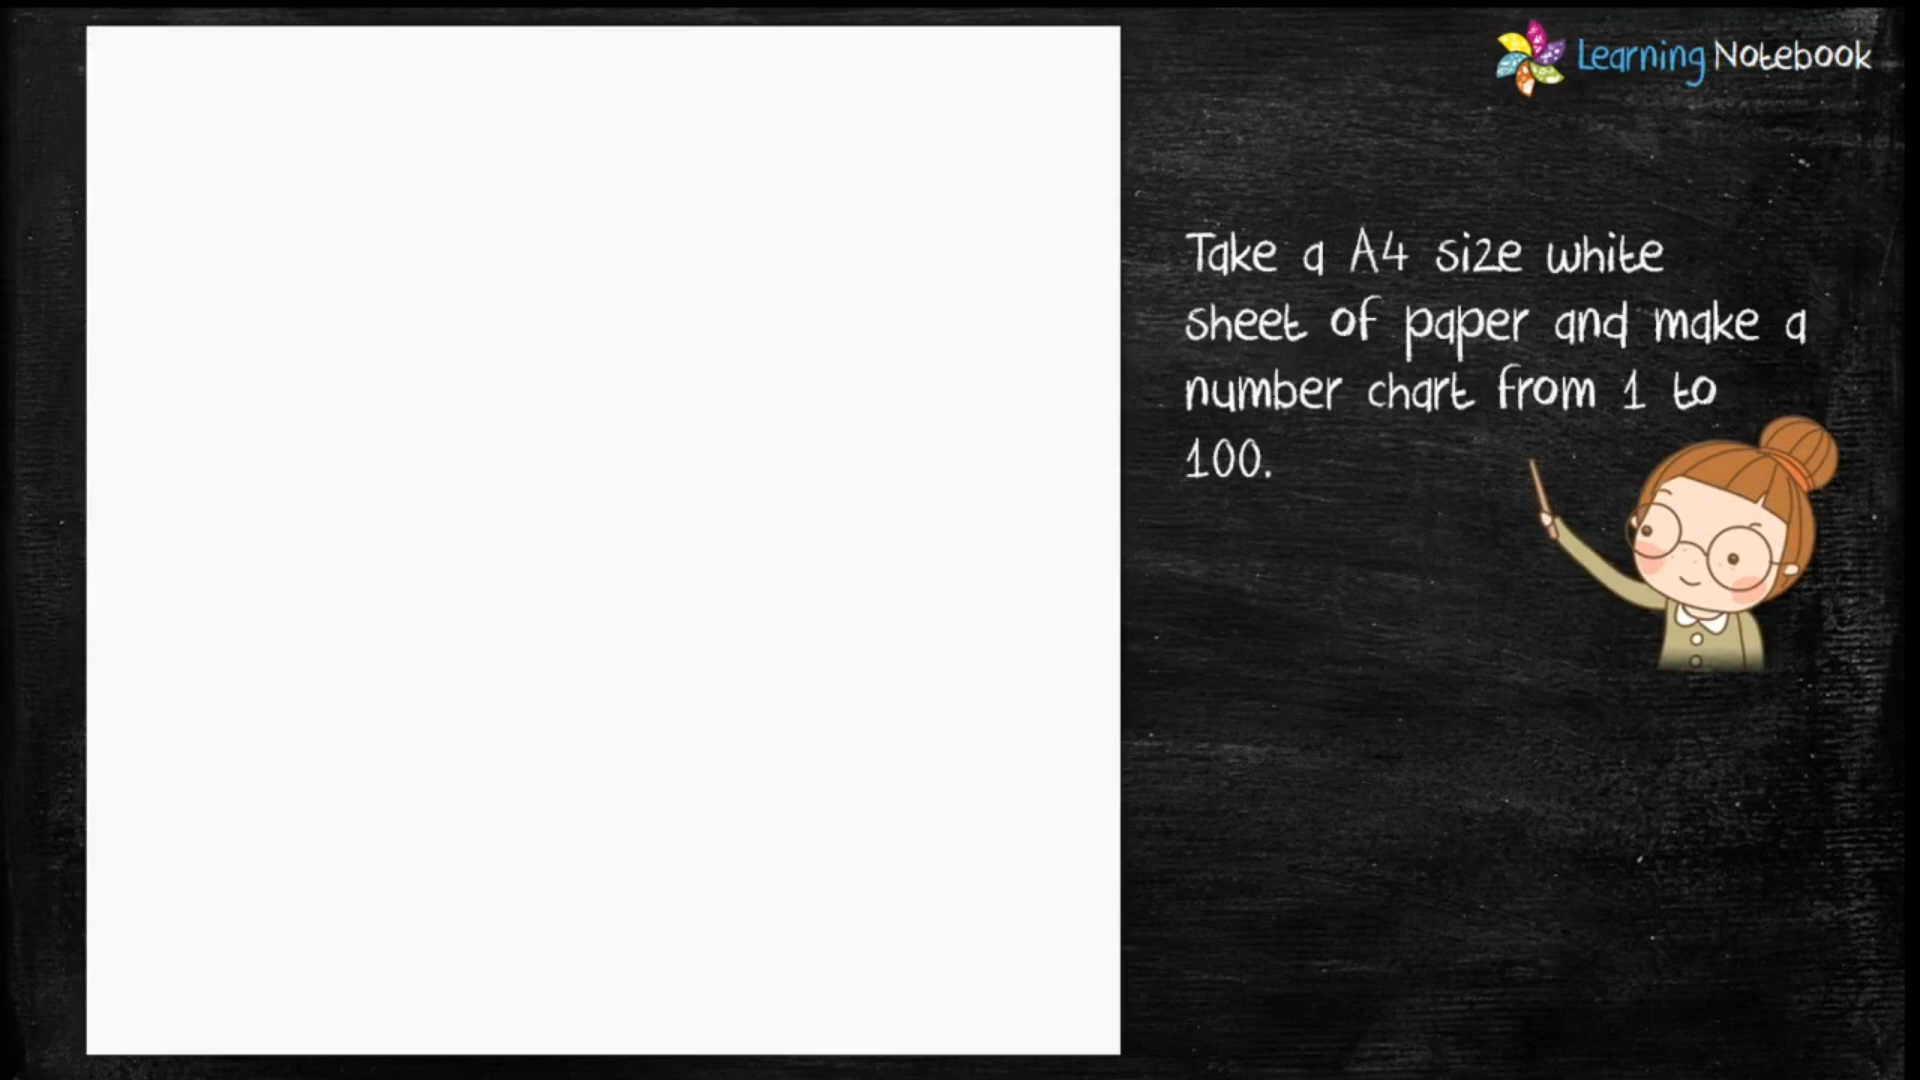 Learning Notebook
Take a A4 size white
sheet of paper and make a
number chart from 1 to
100.